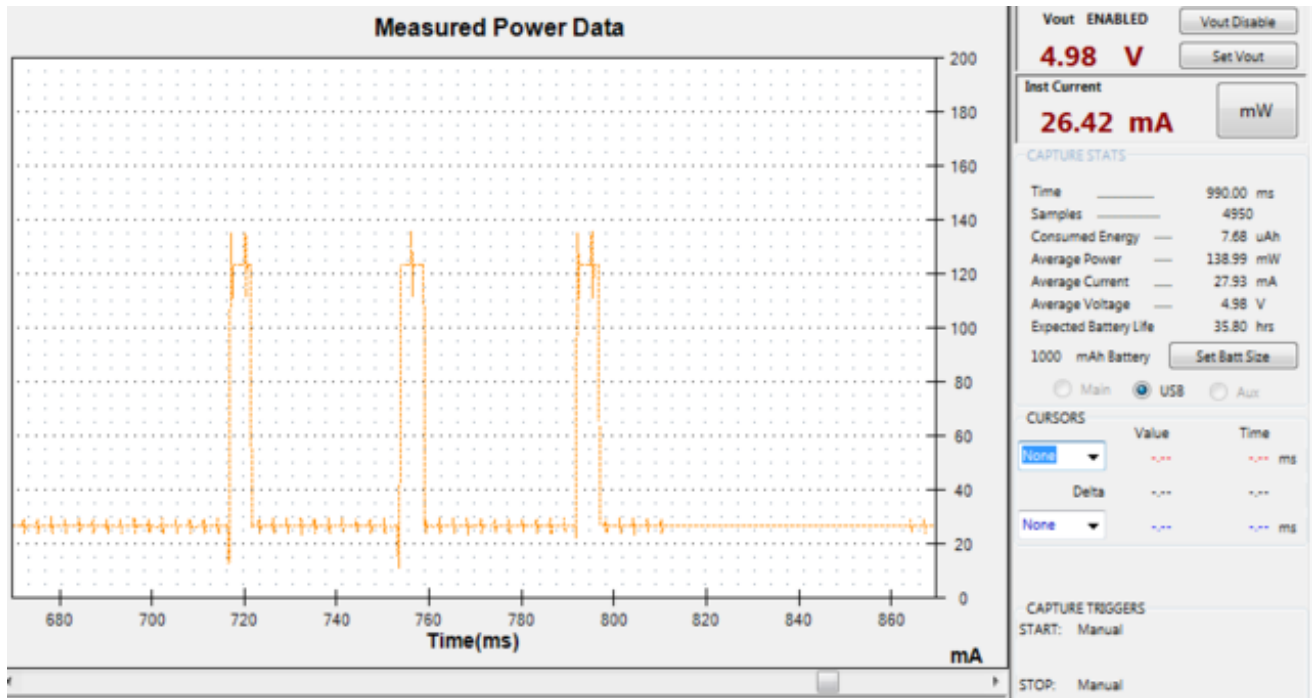 Measured Power Data
200
180
160
140
120
100
80
60
40
20
0
680 700 720 740 760 780 800 820 840 860
Time(ms)
mA
Vout ENABLED
Vout Disable
4.98 V
Set Vout
Inst Current
26.42 mA
mW
CAPTURE STATS
Time 990.00 ms
Samples 4950
Consumed Energy 7.68 uAh
Average Power 138.99 mW
Average Current 27.93 mA
Average Voltage 4.98 V
Expected Battery Life 35.80 hrs
1000 mAh Battery Set Batt Size
Main USB Aux
CURSORS
Value Time
None -.-- -.-- ms
Delta -.-- -.--
None -.-- -.-- ms
CAPTURE TRIGGERS
START: Manual
STOP: Manual